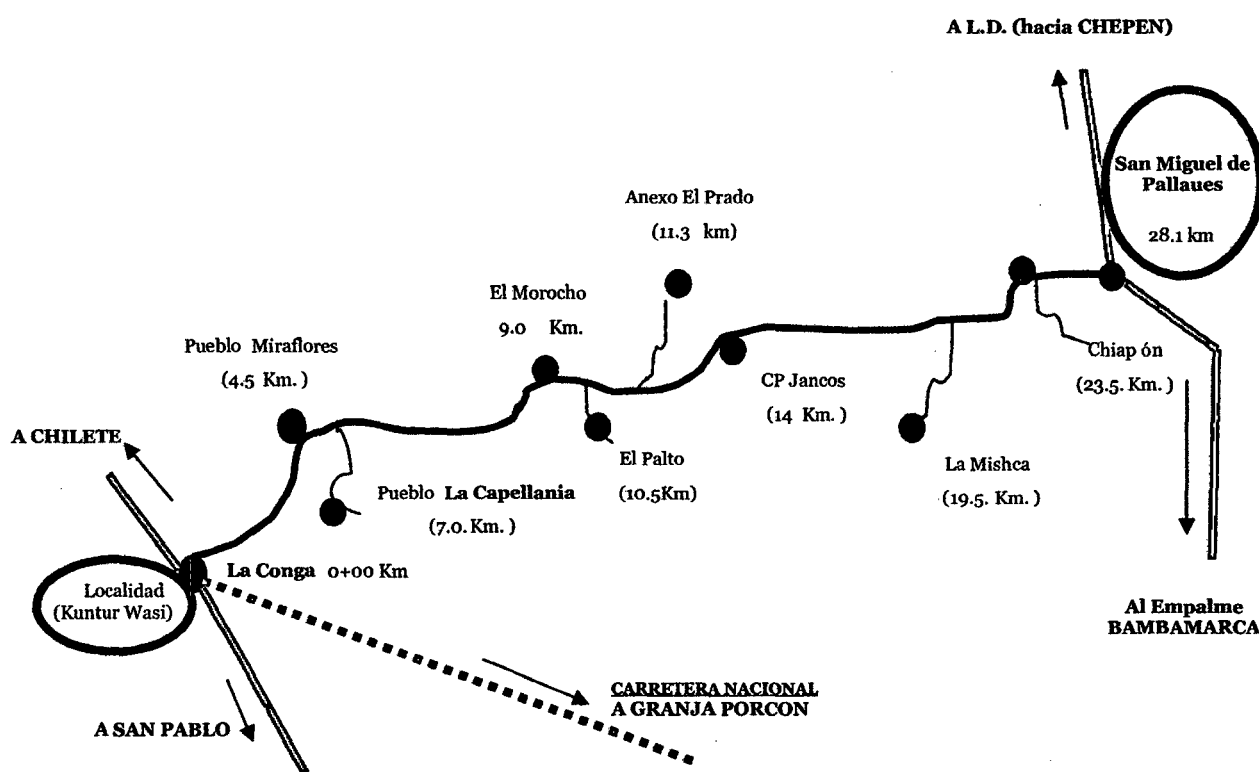 A L.D. (hacia CHEPEN)
San Miguel de
Pallaues
28.1 km
Anexo El Prado
(11.3 km)
El Morocho
9.0 Km.
Pueblo Miraflores
(4.5 Km. )
Chiap ón
(23.5. Km. )
CP Jancos
(14 Km. )
A CHILETE
El Palto
(10.5Km)
La Mishca
(19.5. Km. )
Pueblo La Capellania
(7.0. Km. )
La Conga 0+00 Km
Localidad
(Kuntur Wasi)
Al Empalme
BAMBAMARCA
CARRETERA NACIONAL
A GRANJA PORCON
A SAN PABLO